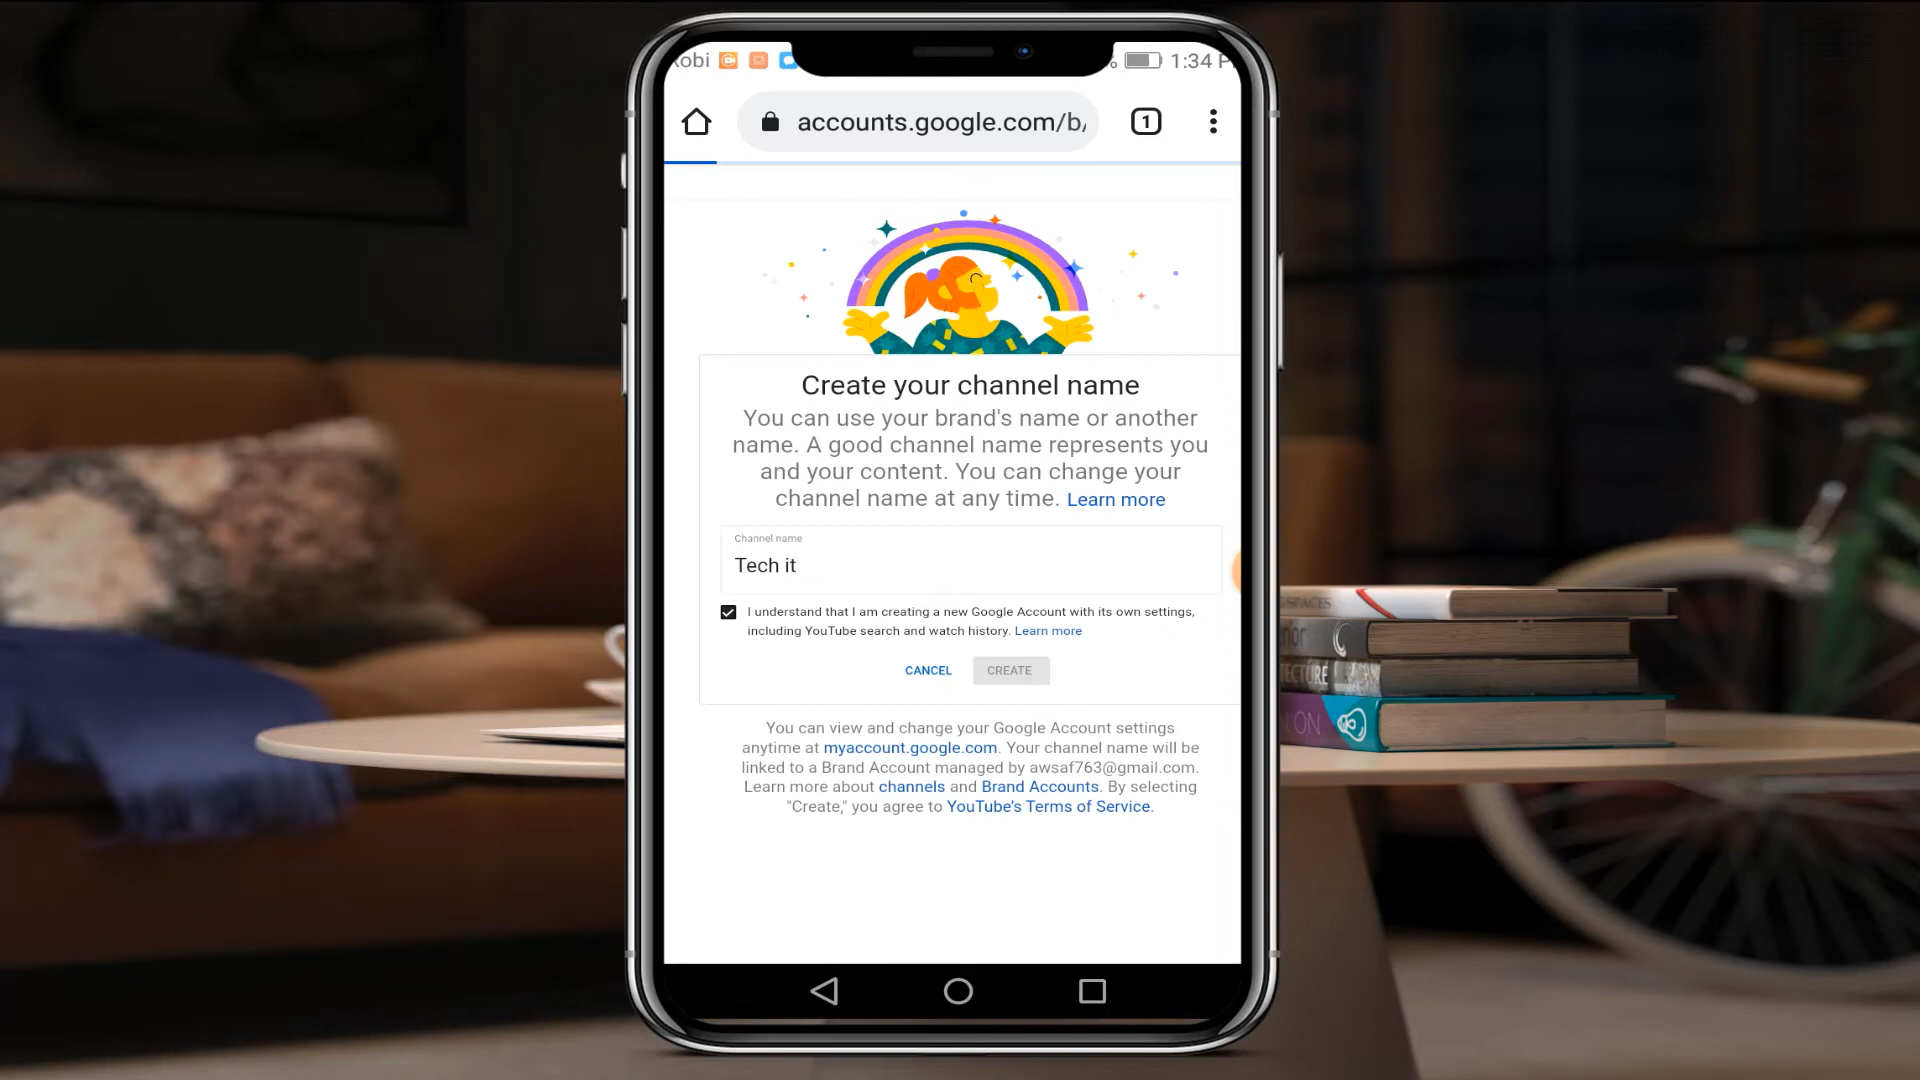 obi
%
1:34 P
accounts.google.com/b/
1
Create your channel name
You can use your brand's name or another
name. A good channel name represents you
and your content. You can change your
channel name at any time. Learn more
Channel name
Tech it
I understand that I am creating a new Google Account with its own settings,
including YouTube search and watch history. Learn more
CANCEL
CREATE
You can view and change your Google Account settings
anytime at myaccount.google.com. Your channel name will be
linked to a Brand Account managed by awsaf763@gmail.com.
Learn more about channels and Brand Accounts. By selecting
"Create," you agree to YouTube's Terms of Service.
SPACES
ior
TECTURE
ON